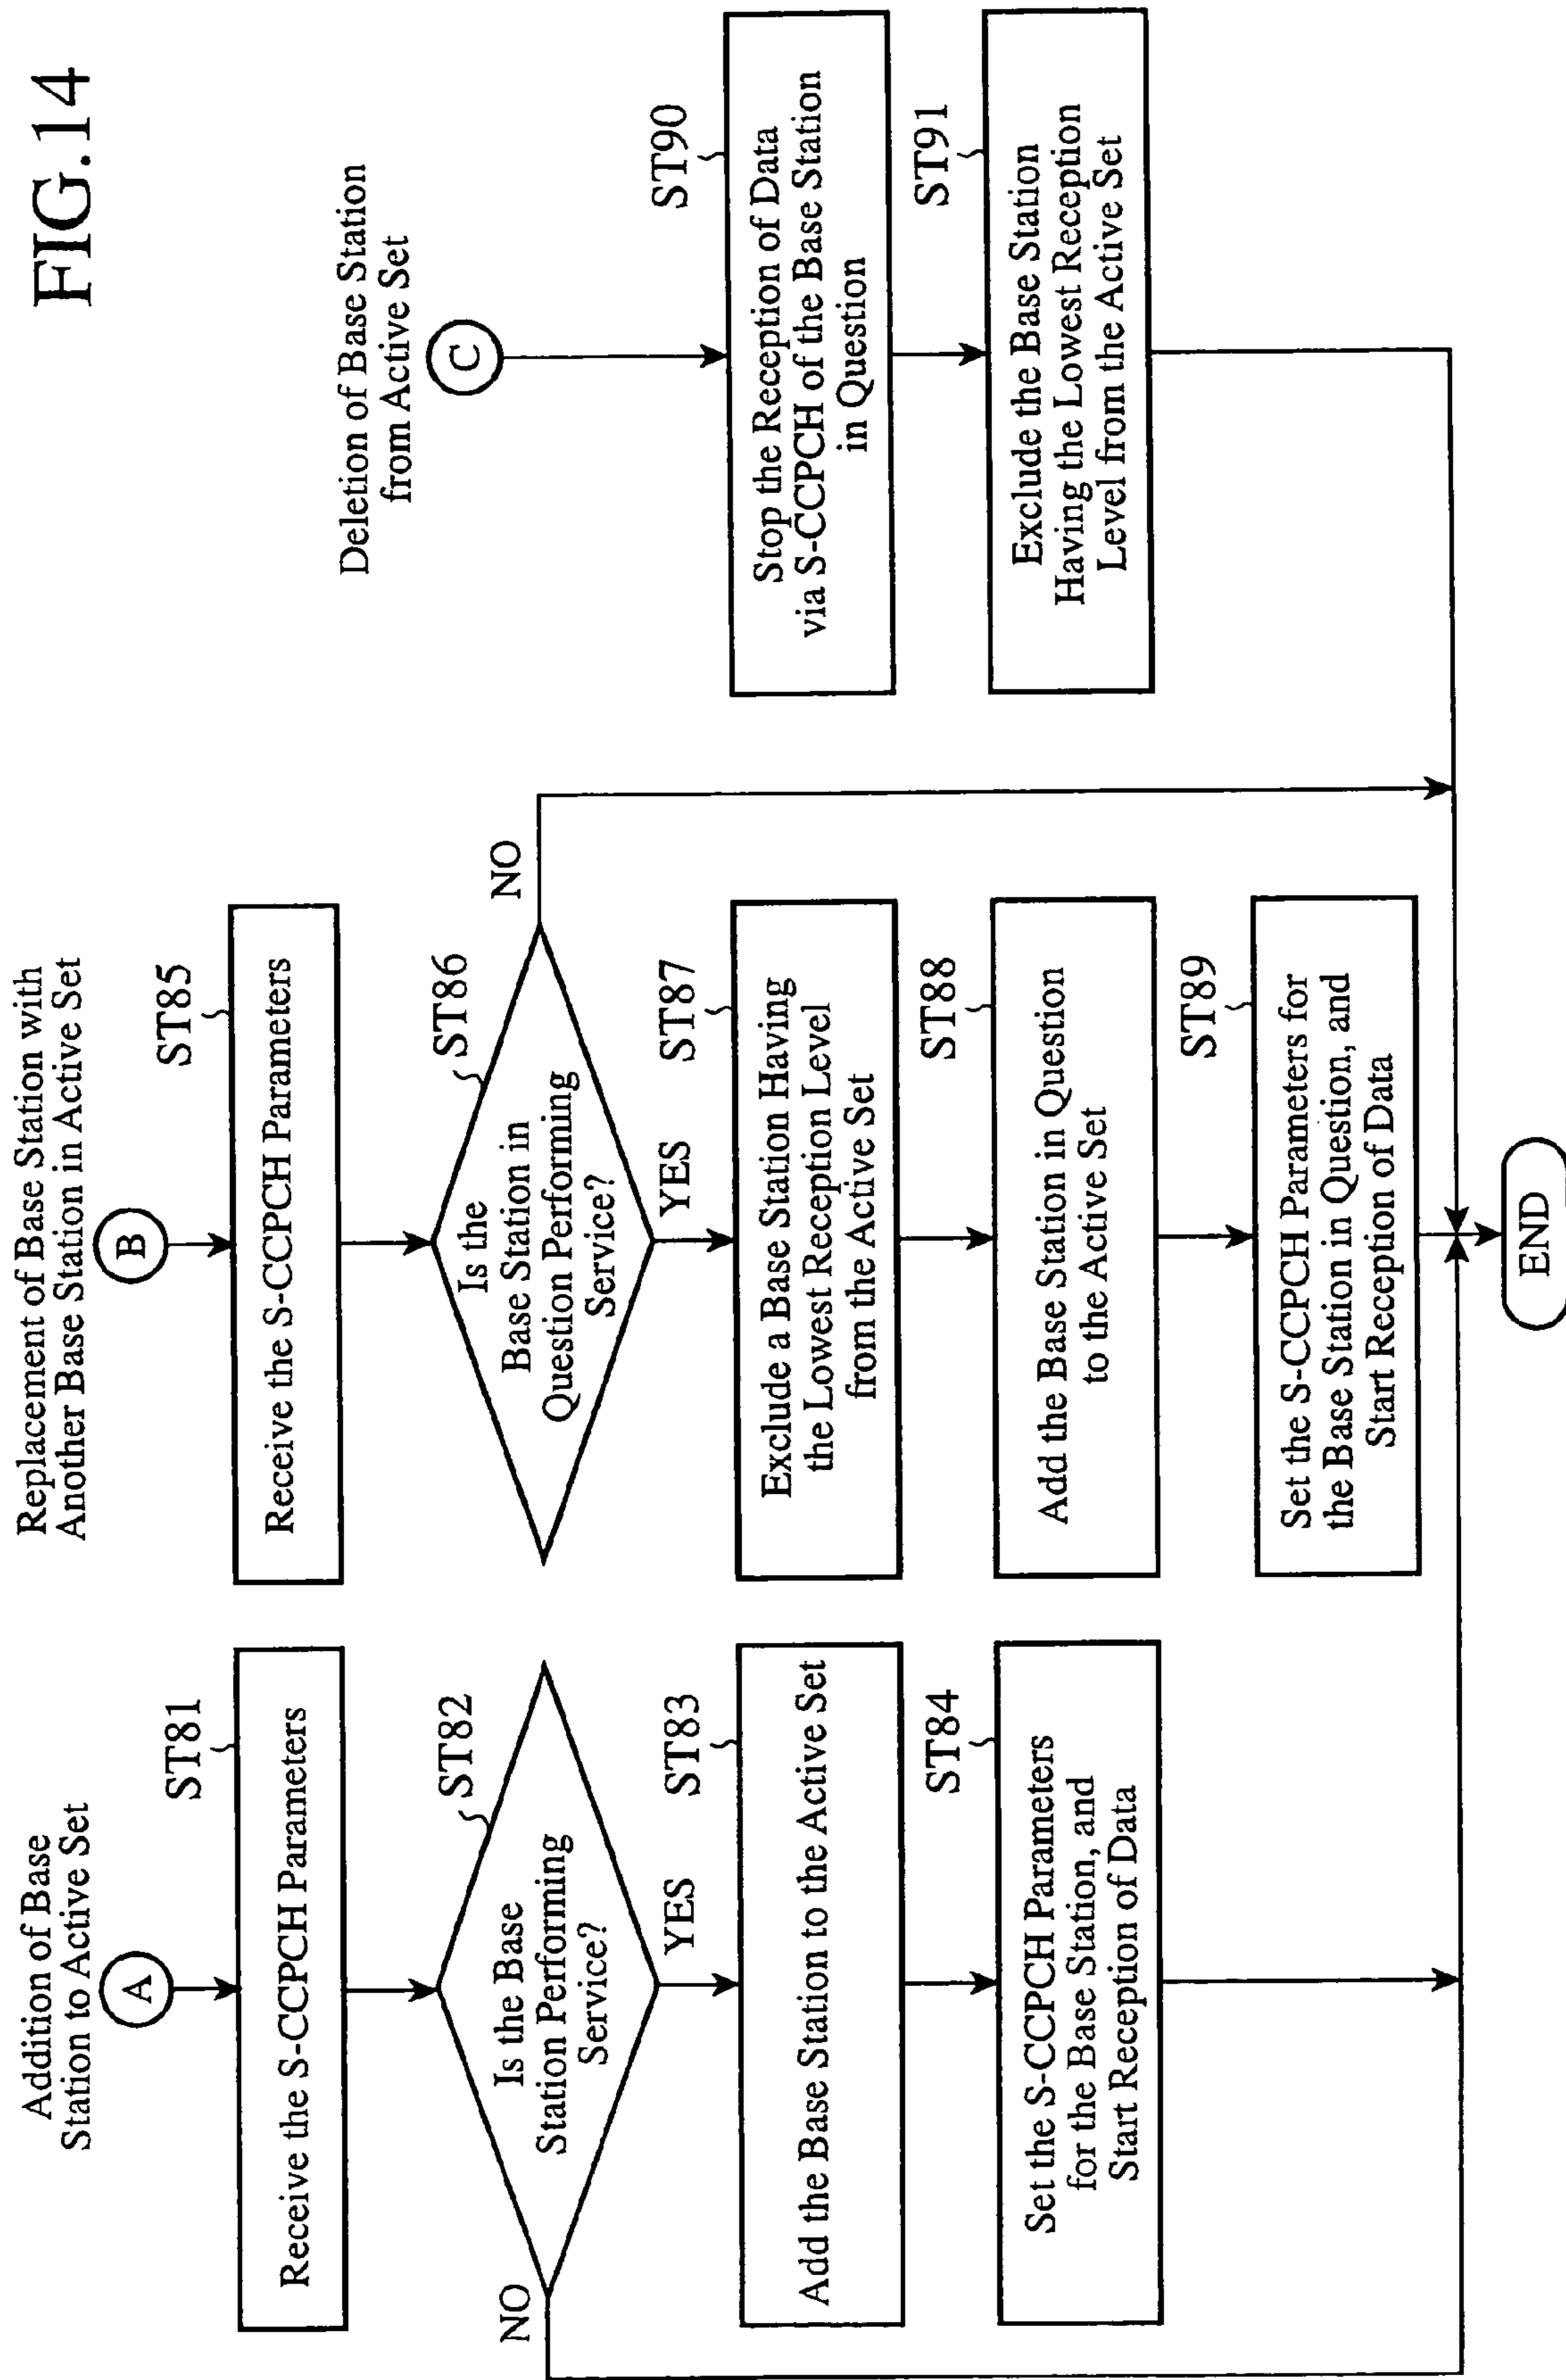 FIG.14
Addition of Base
Station to Active Set
A
ST81
Receive the S-CCPCH Parameters
ST82
Is the Base
Station Performing
Service?
NO
YES
ST83
Add the Base Station to the Active Set
ST84
Set the S-CCPCH Parameters
for the Base Station, and
Start Reception of Data
Replacement of Base Station with
Another Base Station in Active Set
B
ST85
Receive the S-CCPCH Parameters
ST86
Is the
Base Station in
Question Performing
Service?
NO
YES
ST87
Exclude a Base Station Having
the Lowest Reception Level
from the Active Set
ST88
Add the Base Station in Question
to the Active Set
ST89
Set the S-CCPCH Parameters for
the Base Station in Question, and
Start Reception of Data
Deletion of Base Station
from Active Set
C
ST90
Stop the Reception of Data
via S-CCPCH of the Base Station
in Question
ST91
Exclude the Base Station
Having the Lowest Reception
Level from the Active Set
END